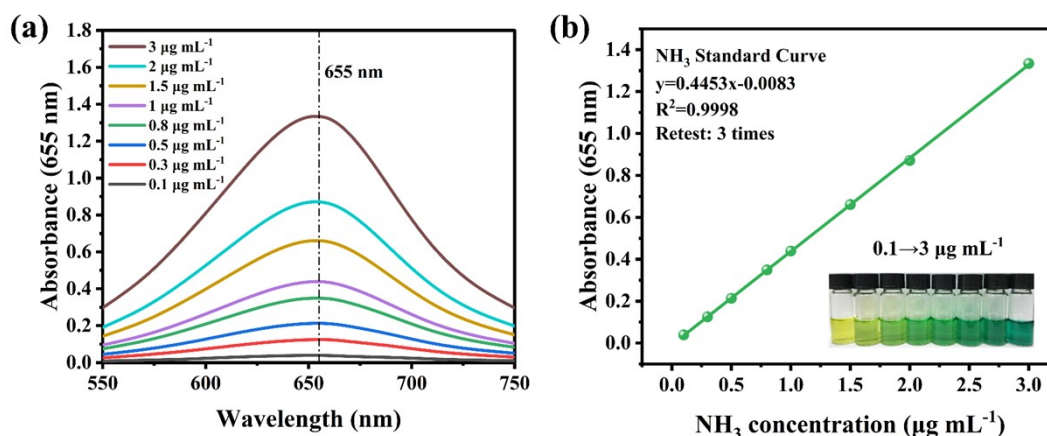 (a)
1.8
1.6
1.4
1.2
1.0
0.8
0.6
0.4
0.2
0.0
Absorbance (655 nm)
3 μg mL⁻¹
2 μg mL⁻¹
1.5 μg mL⁻¹
1 μg mL⁻¹
0.8 μg mL⁻¹
0.5 μg mL⁻¹
0.3 μg mL⁻¹
0.1 μg mL⁻¹
655 nm
550 600 650 700 750
Wavelength (nm)
(b)
1.4
1.2
1.0
0.8
0.6
0.4
0.2
0.0
Absorbance (655 nm)
NH₃ Standard Curve
y=0.4453x-0.0083
R²=0.9998
Retest: 3 times
0.1→3 μg mL⁻¹
0.0 0.5 1.0 1.5 2.0 2.5 3.0
NH₃ concentration (μg mL⁻¹)